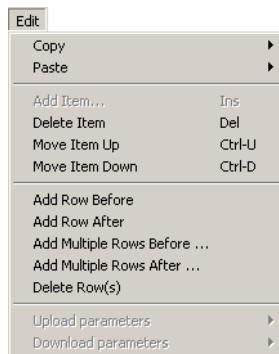 Edit
Copy
Paste
Add Item... Ins
Delete Item Del
Move Item Up Ctrl-U
Move Item Down Ctrl-D
Add Row Before
Add Row After
Add Multiple Rows Before ...
Add Multiple Rows After ...
Delete Row(s)
Upload parameters
Download parameters